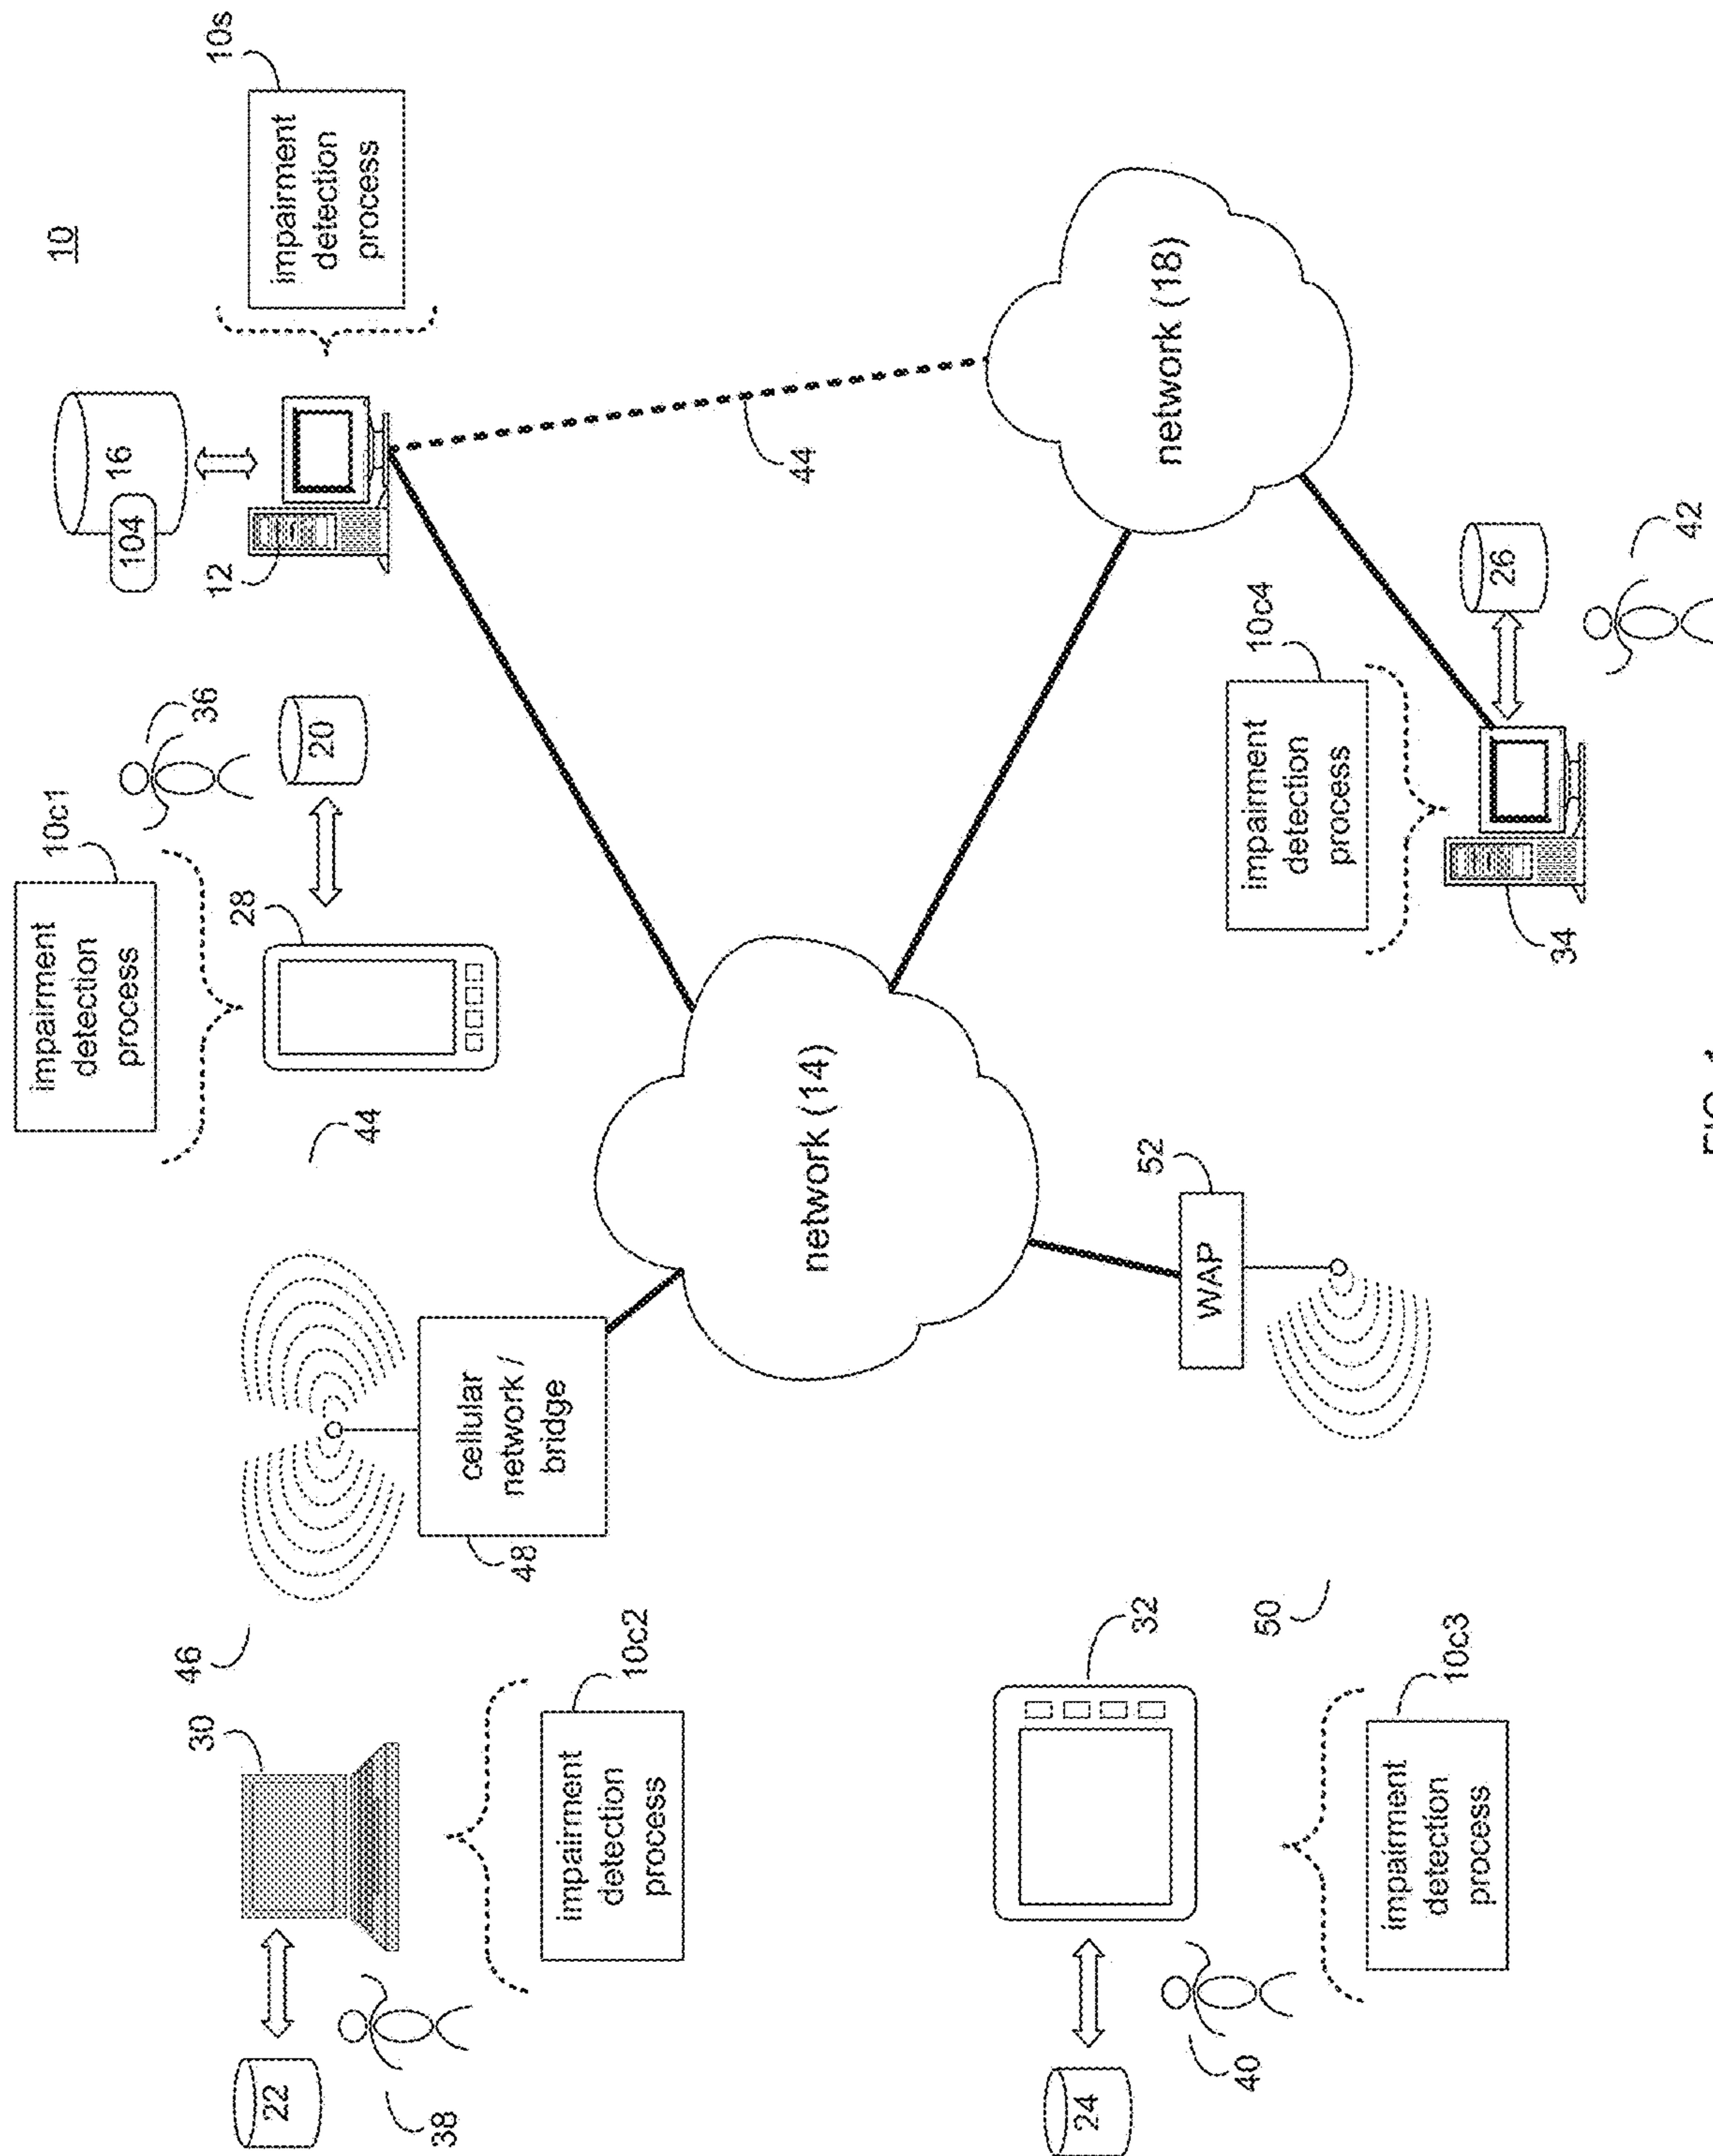 10
impairment
detection
process
10c1
10s
impairment
detection
process
16
104
12
36
20
28
44
46
30
22
38
impairment
detection
process
10c2
cellular
network /
bridge
48
44
network (14)
network (18)
52
WAP
50
32
24
40
impairment
detection
process
10c3
impairment
detection
process
10c4
26
42
34
FIG. 1